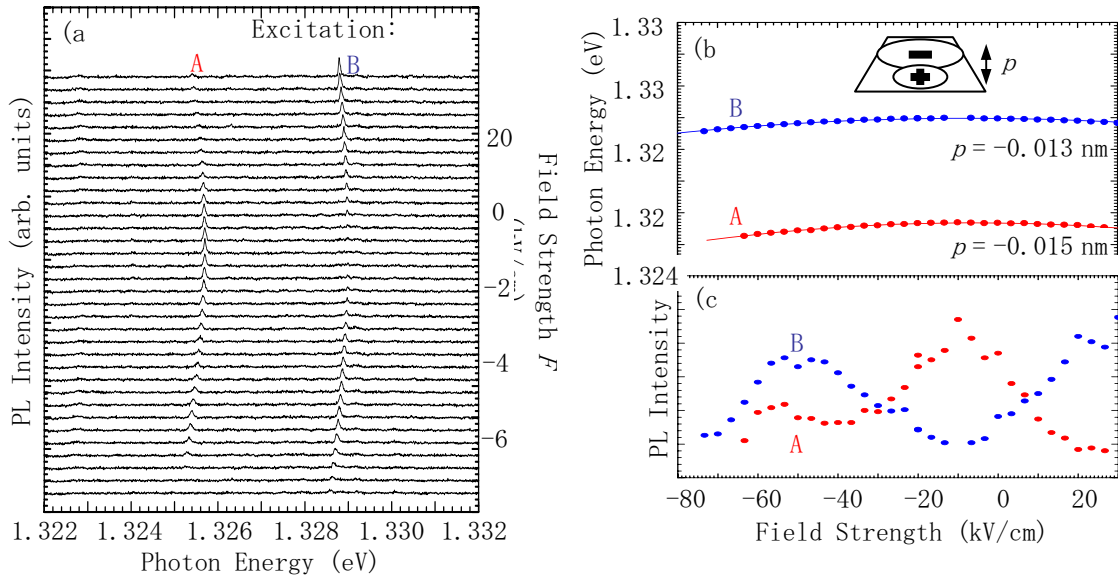 (a
Excitation:
A
B
PL Intensity (arb. units)
20
0
-2
-4
-6
Field Strength F
1.322 1.324 1.326 1.328 1.330 1.332
Photon Energy (eV)
(b)
Photon Energy (eV)
1.33
1.33
1.32
1.32
1.324
p
B
p = -0.013 nm
A
p = -0.015 nm
(c
PL Intensity
B
A
-80 -60 -40 -20 0 20
Field Strength (kV/cm)